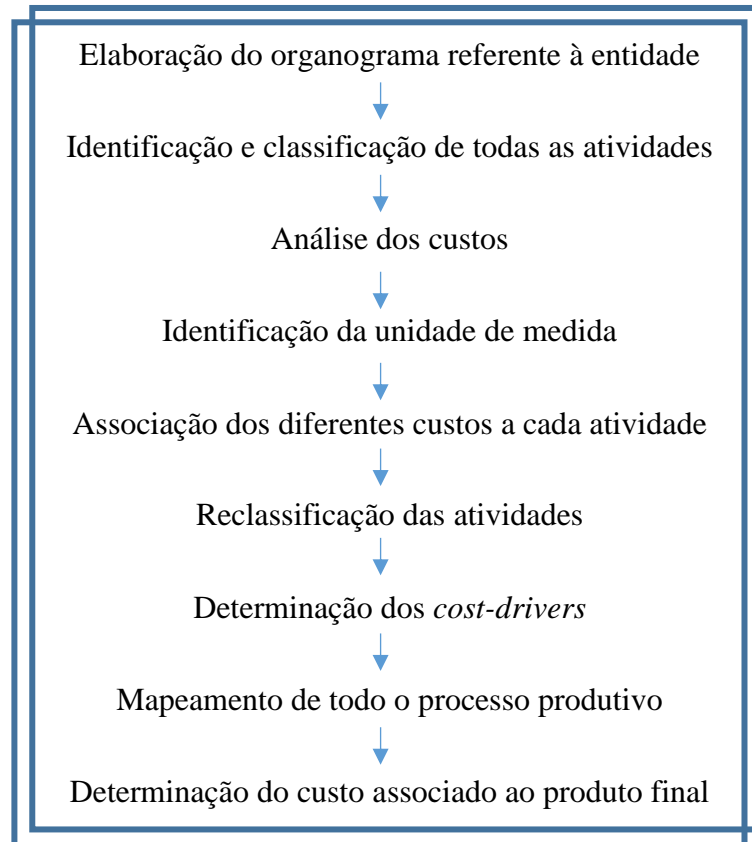 Elaboração do organograma referente à entidade
Identificação e classificação de todas as atividades
Análise dos custos
Identificação da unidade de medida
Associação dos diferentes custos a cada atividade
Reclassificação das atividades
Determinação dos cost-drivers
Mapeamento de todo o processo produtivo
Determinação do custo associado ao produto final